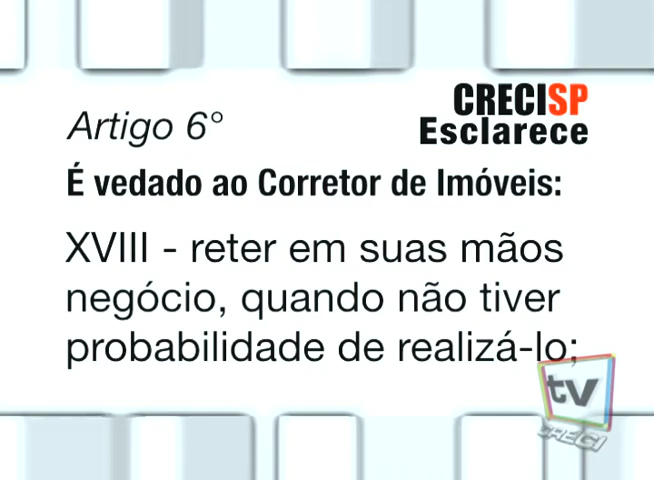 CRECISP
Esclarece
Artigo 6°
É vedado ao Corretor de Imóveis:
XVIII - reter em suas mãos
negócio, quando não tiver
probabilidade de realizá-lo;
tv
CRECI